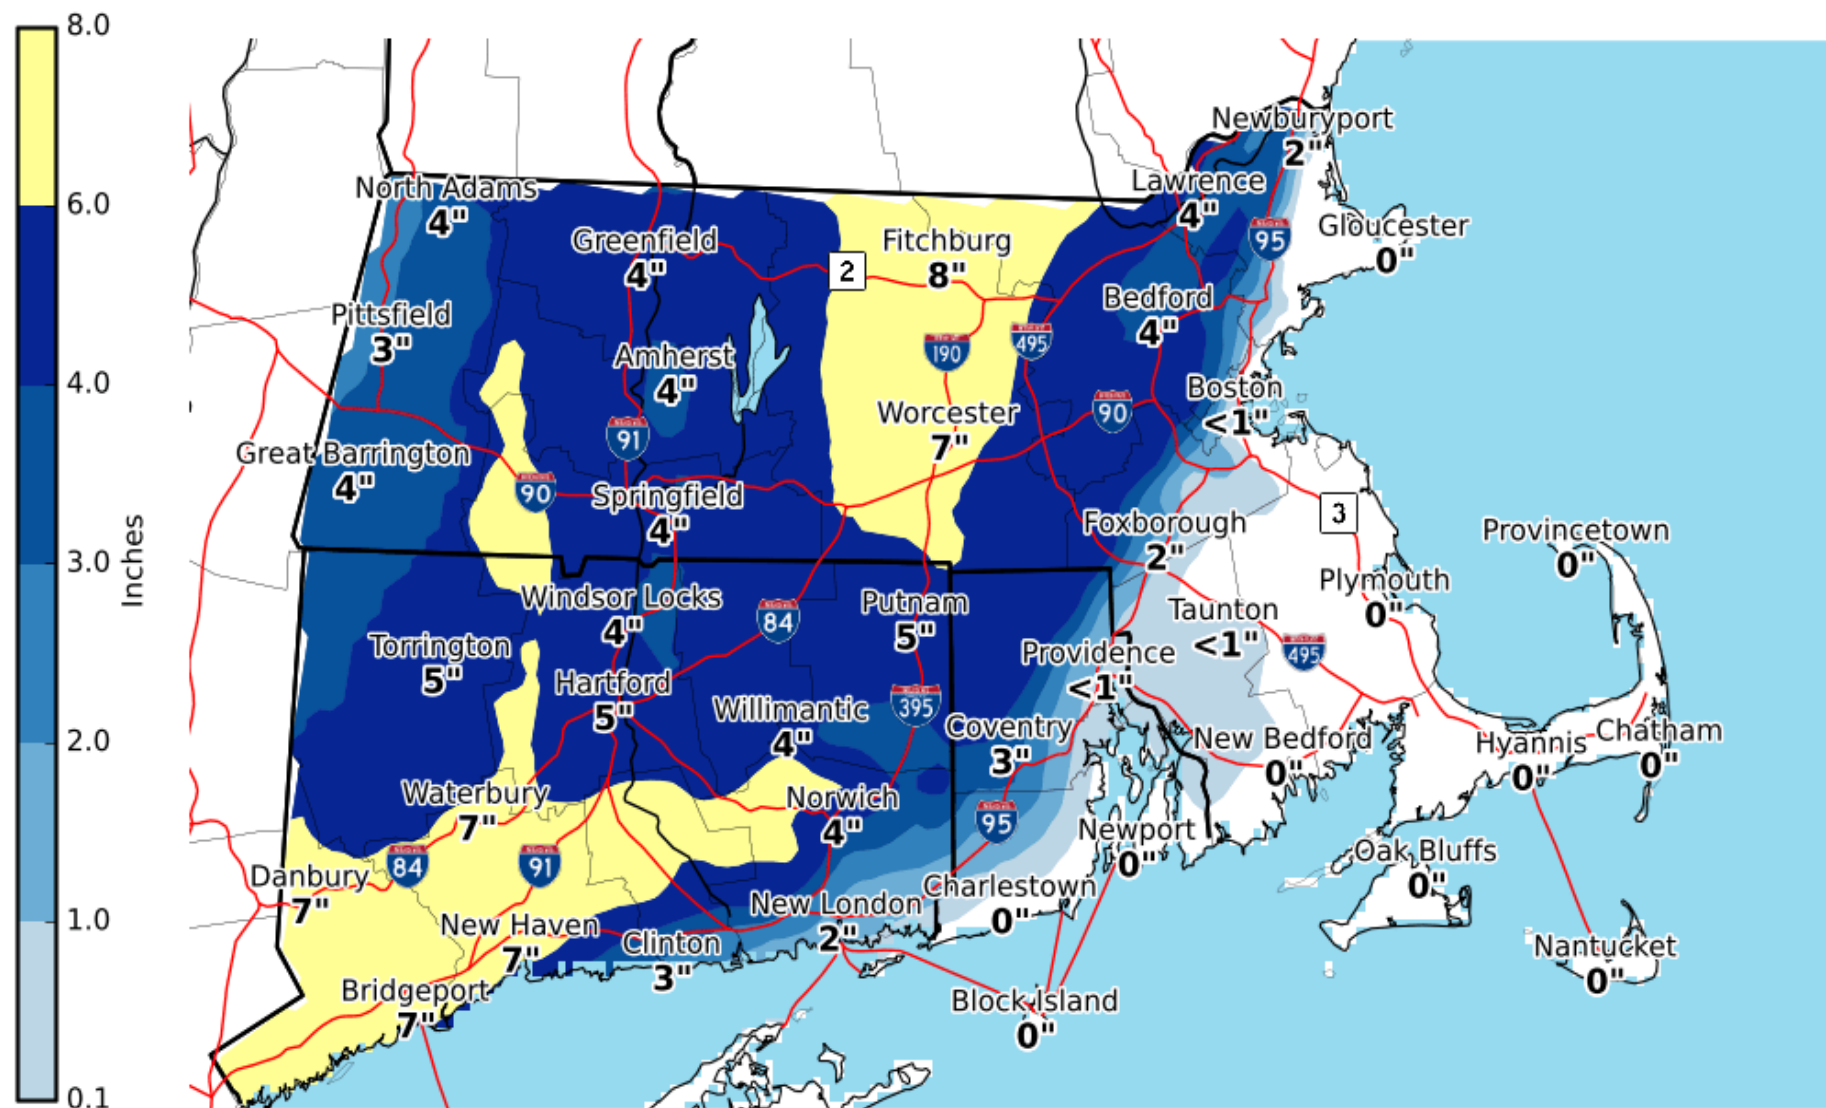 8.0
6.0
4.0
3.0
2.0
1.0
0.1
Inches
Newburyport
2"
North Adams
4"
Lawrence
4"
95
Gloucester
0"
Greenfield
4"
2
Fitchburg
8"
Pittsfield
3"
Bedford
4"
190
495
Amherst
4"
Boston
<1"
91
Worcester
7"
90
Great Barrington
4"
90
Springfield
4"
3
Foxborough
2"
Provincetown
0"
Plymouth
0"
Windsor Locks
4"
84
Putnam
5"
Taunton
<1"
495
Torrington
5"
Providence
<1"
Hartford
5"
395
Willimantic
4"
Coventry
3"
New Bedford
0"
Hyannis
0"
Chatham
0"
Waterbury
7"
Norwich
4"
95
Newport
0"
84
91
Oak Bluffs
0"
Danbury
7"
Charlestown
0"
New London
2"
New Haven
7"
Clinton
3"
Nantucket
0"
Bridgeport
7"
Block Island
0"